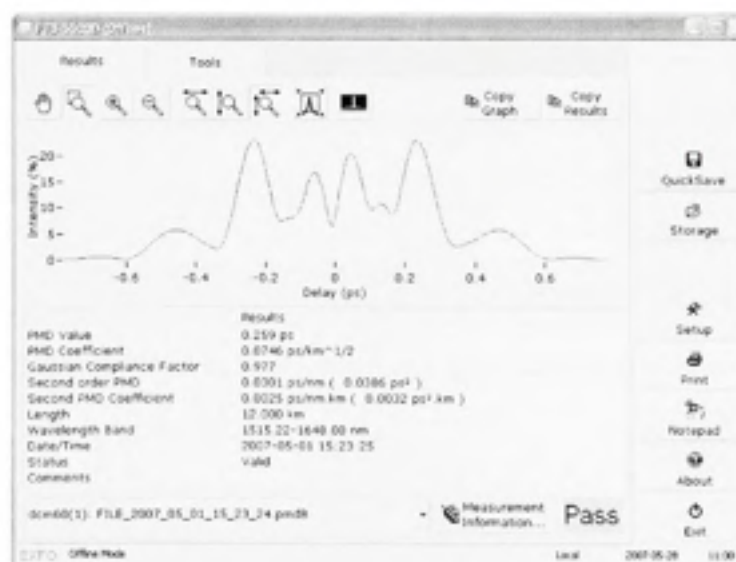 Results Tools
Copy Graph Copy Results
Intensity (%)
20
15
10
5
0
-0.6 -0.4 -0.2 0 0.2 0.4 0.6
Delay (ps)
QuickSave
Storage
Setup
Print
Notepad
About
Exit
Results
PMD Value 0.259 ps
PMD Coefficient 0.0746 ps/km^1/2
Gaussian Compliance Factor 0.977
Second order PMD 0.0301 ps/nm ( 0.0386 ps² )
Second PMD Coefficient 0.0025 ps/nm.km ( 0.0032 ps².km )
Length 12.000 km
Wavelength Band 1515.22-1640.00 nm
Date/Time 2007-05-01 15 23 25
Status Valid
Comments
dcm60(1): FILE_2007_05_01_15_23_24.pmd8
Measurement Information...
Pass
EXFO Offline Mode Local 2007-05-28